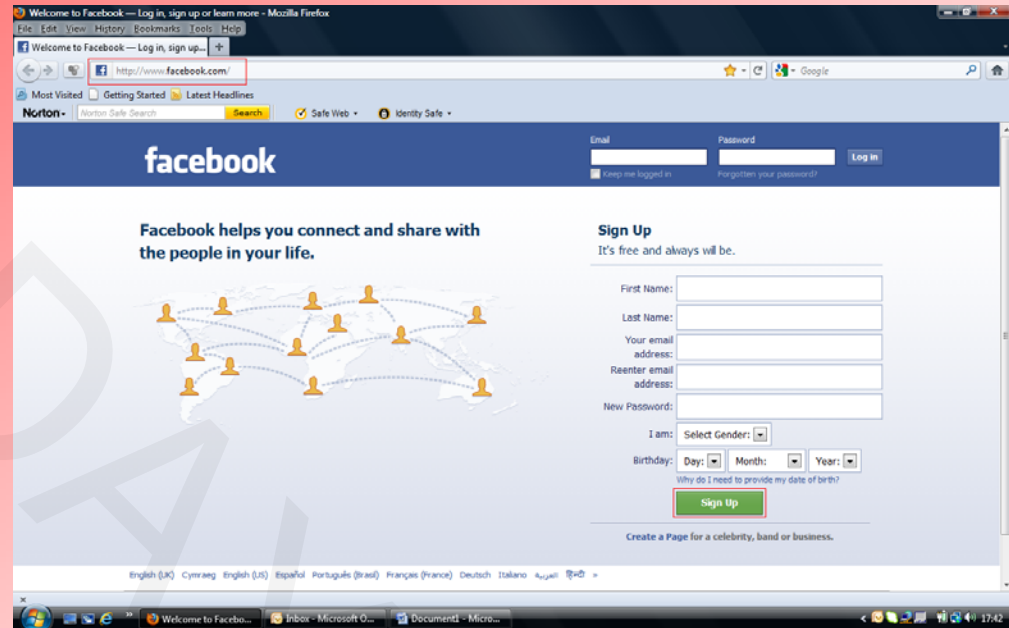 Welcome to Facebook — Log in, sign up or learn more - Mozilla Firefox
File Edit View History Bookmarks Tools Help
Welcome to Facebook — Log in, sign up... +
http://www.facebook.com/
Google
Most Visited Getting Started Latest Headlines
Norton Norton Safe Search Search Safe Web Identity Safe
facebook
Email Password
Log in
Keep me logged in Forgotten your password?
Facebook helps you connect and share with
the people in your life.
Sign Up
It's free and always will be.
First Name:
Last Name:
Your email
address:
Reenter email
address:
New Password:
I am: Select Gender:
Birthday: Day: Month: Year:
Why do I need to provide my date of birth?
Sign Up
Create a Page for a celebrity, band or business.
English (UK) Cymraeg English (US) Español Português (Brasil) Français (France) Deutsch Italiano العربية हिन्दी »
Welcome to Facebo... Inbox - Microsoft O... Document1 - Micro... 17:42